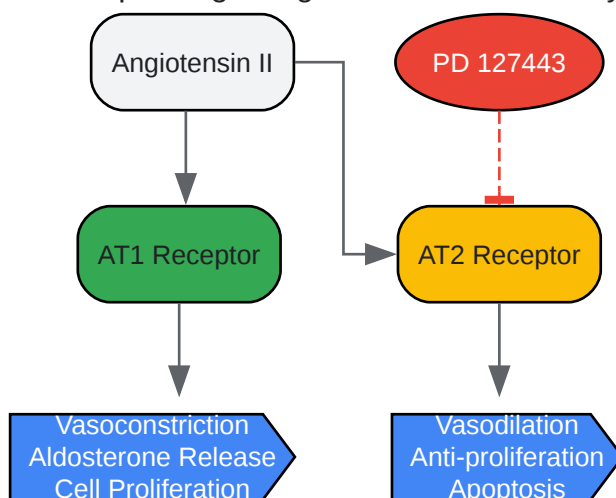 Angiotensin II
PD 127443
AT1 Receptor
AT2 Receptor
Vasoconstriction
Aldosterone Release
Cell Proliferation
Vasodilation
Anti-proliferation
Apoptosis